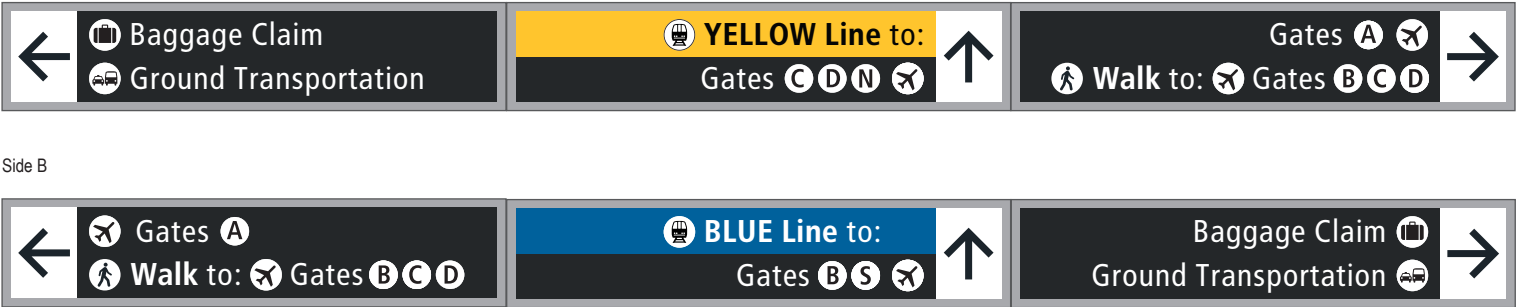 Baggage Claim
Ground Transportation
YELLOW Line to:
Gates C D N
Gates A
Walk to: Gates B C D
Side B
Gates A
Walk to: Gates B C D
BLUE Line to:
Gates B S
Baggage Claim
Ground Transportation